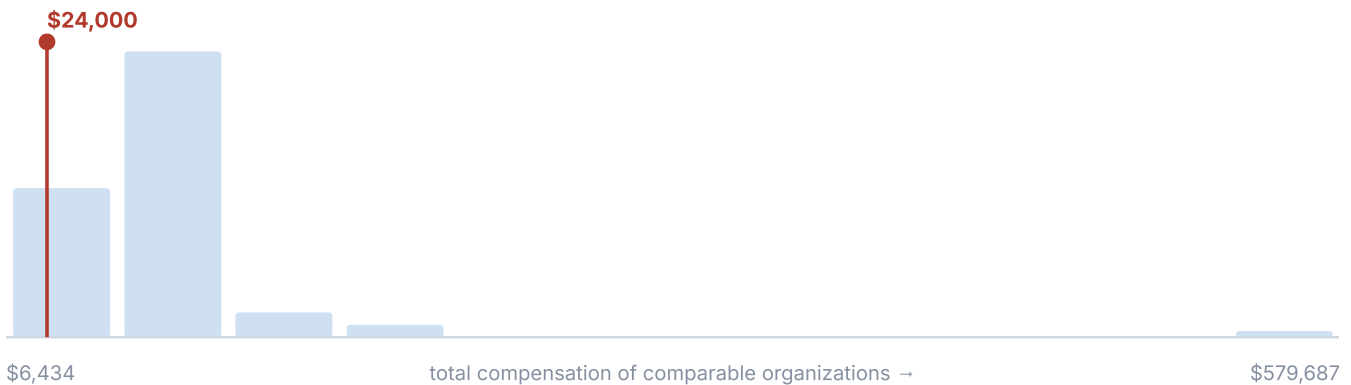 $24,000
$6,434 total compensation of comparable organizations → $579,687